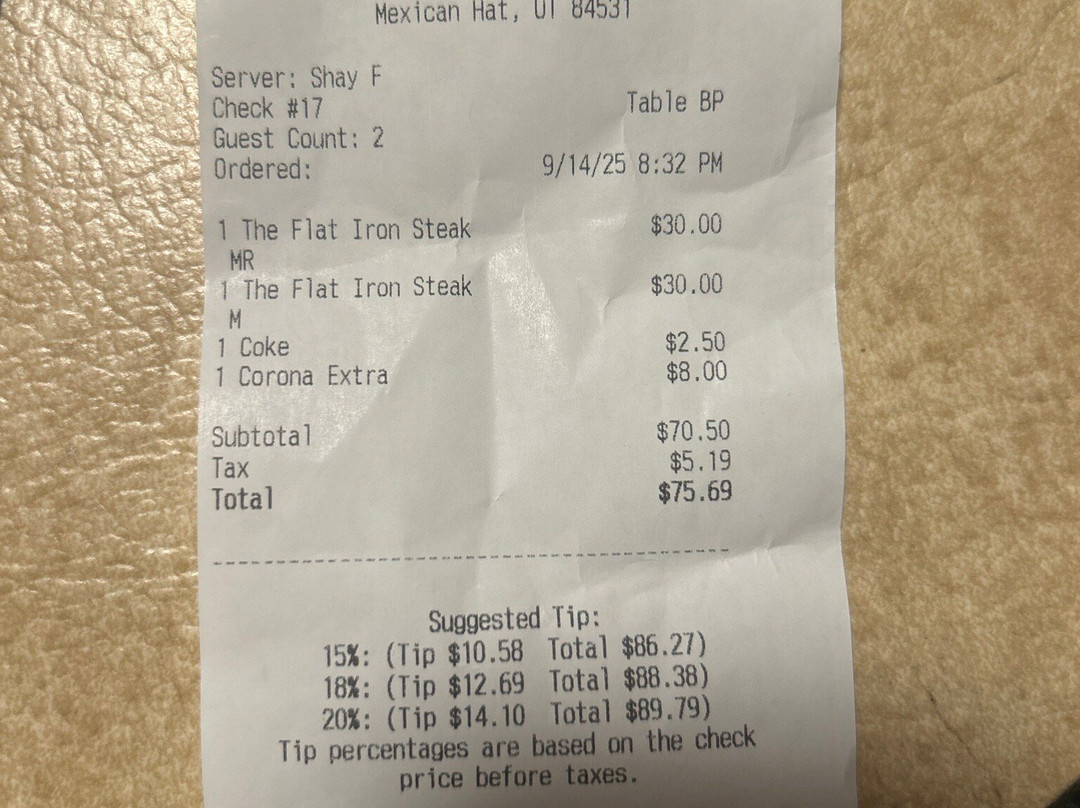 Mexican Hat, UT 84531
Server: Shay F
Check #17 Table BP
Guest Count: 2
Ordered: 9/14/25 8:32 PM
1 The Flat Iron Steak $30.00
MR
1 The Flat Iron Steak $30.00
M
1 Coke $2.50
1 Corona Extra $8.00
Subtotal $70.50
Tax $5.19
Total $75.69
Suggested Tip:
15%: (Tip $10.58 Total $86.27)
18%: (Tip $12.69 Total $88.38)
20%: (Tip $14.10 Total $89.79)
Tip percentages are based on the check
price before taxes.